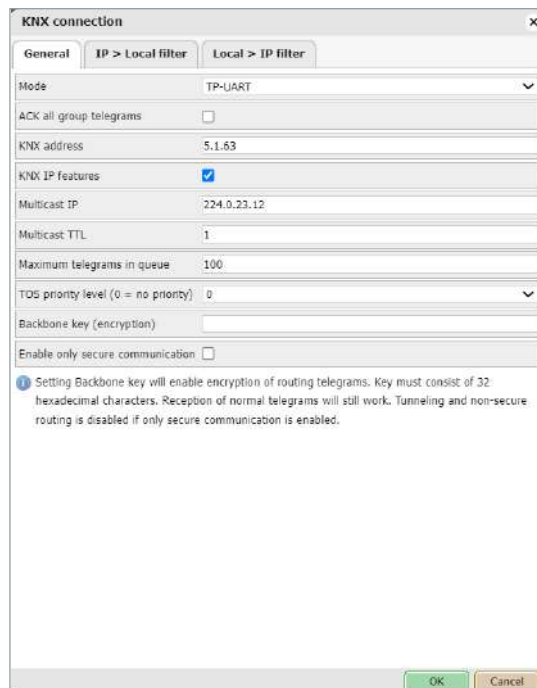 KNX connection
General IP > Local filter Local > IP filter
Mode TP-UART
ACK all group telegrams
KNX address 5.1.63
KNX IP features
Multicast IP 224.0.23.12
Multicast TTL 1
Maximum telegrams in queue 100
TOS priority level (0 = no priority) 0
Backbone key (encryption)
Enable only secure communication
Setting Backbone key will enable encryption of routing telegrams. Key must consist of 32
hexadecimal characters. Reception of normal telegrams will still work. Tunneling and non-secure
routing is disabled if only secure communication is enabled.
OK Cancel